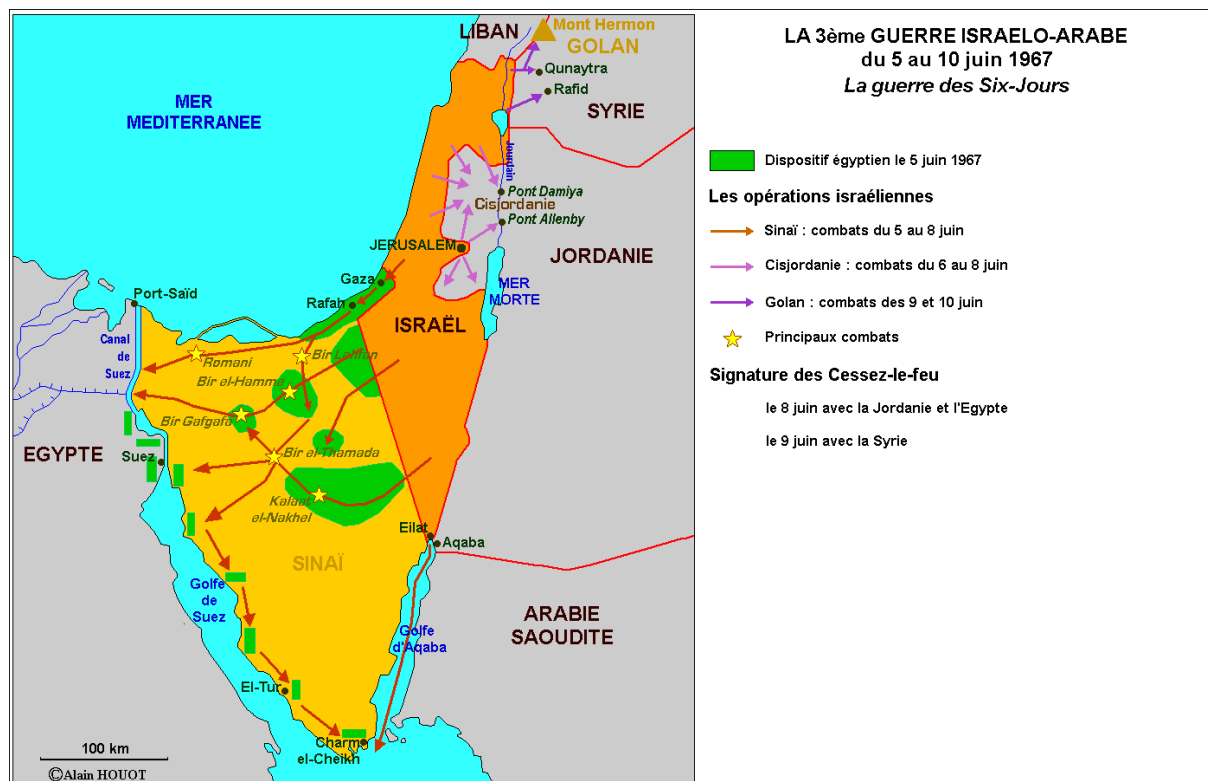 LA 3ème GUERRE ISRAELO-ARABE
du 5 au 10 juin 1967
La guerre des Six-Jours
Dispositif égyptien le 5 juin 1967
Les opérations israéliennes
Sinaï : combats du 5 au 8 juin
Cisjordanie : combats du 6 au 8 juin
Golan : combats des 9 et 10 juin
Principaux combats
Signature des Cessez-le-feu
le 8 juin avec la Jordanie et l'Egypte
le 9 juin avec la Syrie
LIBAN
Mont Hermon
GOLAN
Qunaytra
Rafid
SYRIE
MER
MEDITERRANEE
Jourdain
Pont Damiya
Cisjordanie
Pont Allenby
JERUSALEM
JORDANIE
MER
MORTE
Gaza
Rafah
ISRAËL
Port-Saïd
Canal
de
Suez
Romani
Bir Lahfan
Bir el-Hamma
Bir Gafgafa
Bir el-Thamada
EGYPTE
Suez
Kalaat
el-Nakhel
Eilat
Aqaba
SINAÏ
Golfe
de
Suez
Golfe
d'Aqaba
ARABIE
SAOUDITE
El-Tur
Charm
el-Cheikh
100 km
©Alain HOUOT